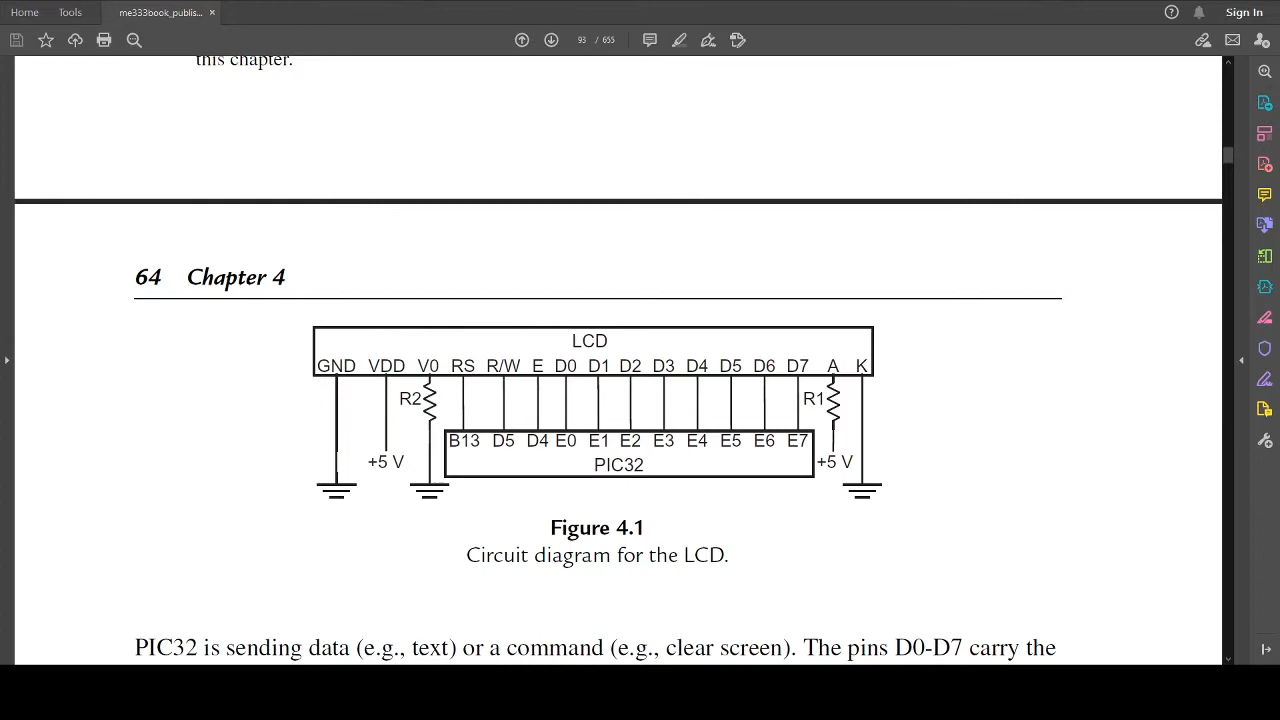 Home Tools me333book_publis... × Sign In
93 / 655
this chapter.
64 Chapter 4
LCD
GND VDD V0 RS R/W E D0 D1 D2 D3 D4 D5 D6 D7 A K
R2 R1
B13 D5 D4 E0 E1 E2 E3 E4 E5 E6 E7
+5 V PIC32 +5 V
Figure 4.1
Circuit diagram for the LCD.
PIC32 is sending data (e.g., text) or a command (e.g., clear screen). The pins D0-D7 carry the